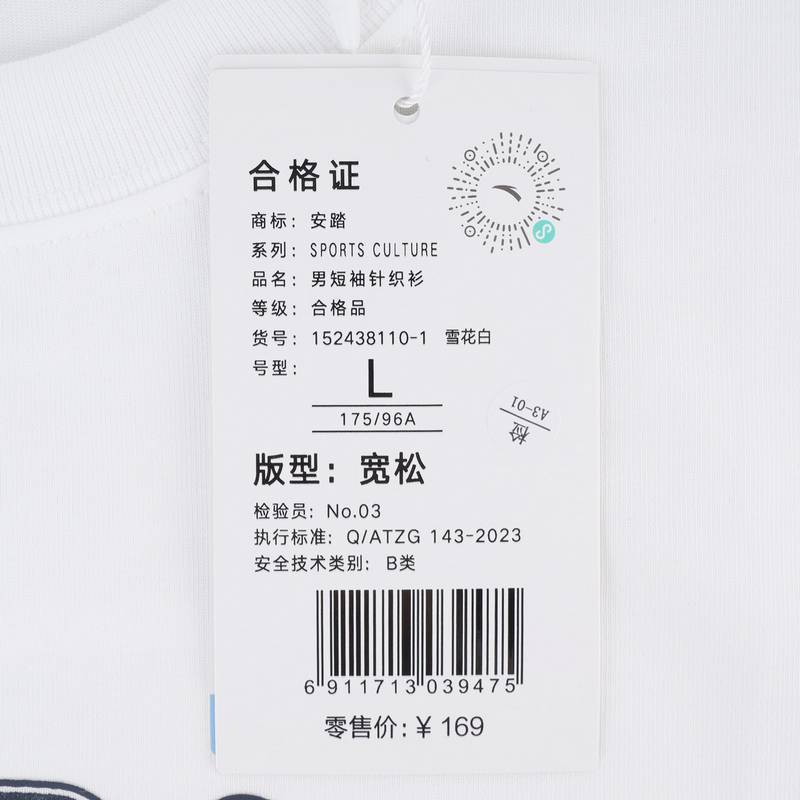 合格证
商标: 安踏
系列: SPORTS CULTURE
品名: 男短袖针织衫
等级: 合格品
货号: 152438110-1 雪花白
号型: L
175/96A
检 A3-01
版型: 宽松
检验员: No.03
执行标准: Q/ATZG 143-2023
安全技术类别: B类
6 911713 039475
零售价: ¥ 169